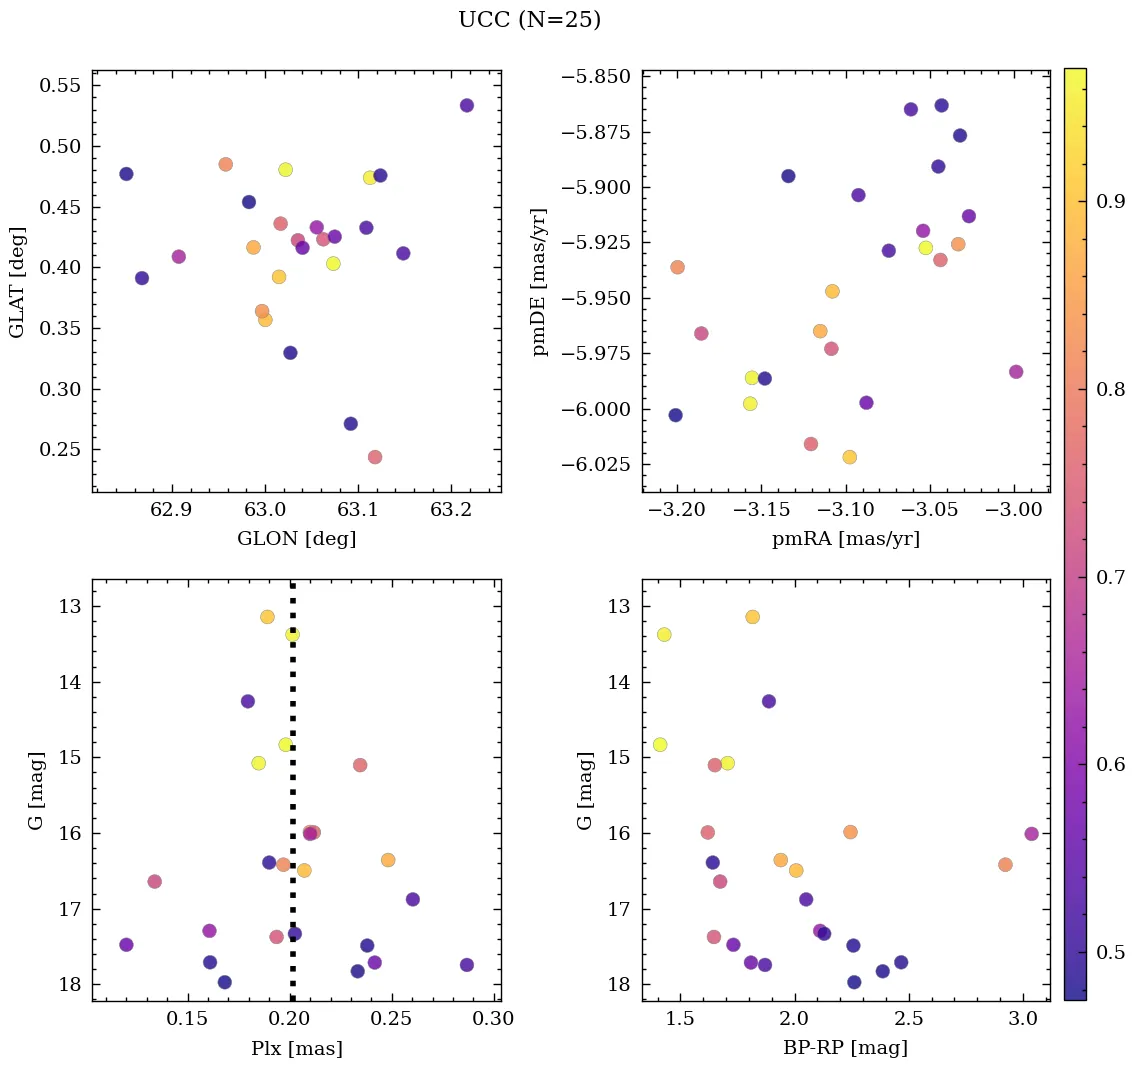 UCC (N=25)
0.55
0.50
0.45
0.40
0.35
0.30
0.25
GLAT [deg]
62.9 63.0 63.1 63.2
GLON [deg]
−5.850
−5.875
−5.900
−5.925
−5.950
−5.975
−6.000
−6.025
pmDE [mas/yr]
−3.20 −3.15 −3.10 −3.05 −3.00
pmRA [mas/yr]
13
14
15
16
17
18
G [mag]
0.15 0.20 0.25 0.30
Plx [mas]
13
14
15
16
17
18
G [mag]
1.5 2.0 2.5 3.0
BP-RP [mag]
0.9
0.8
0.7
0.6
0.5